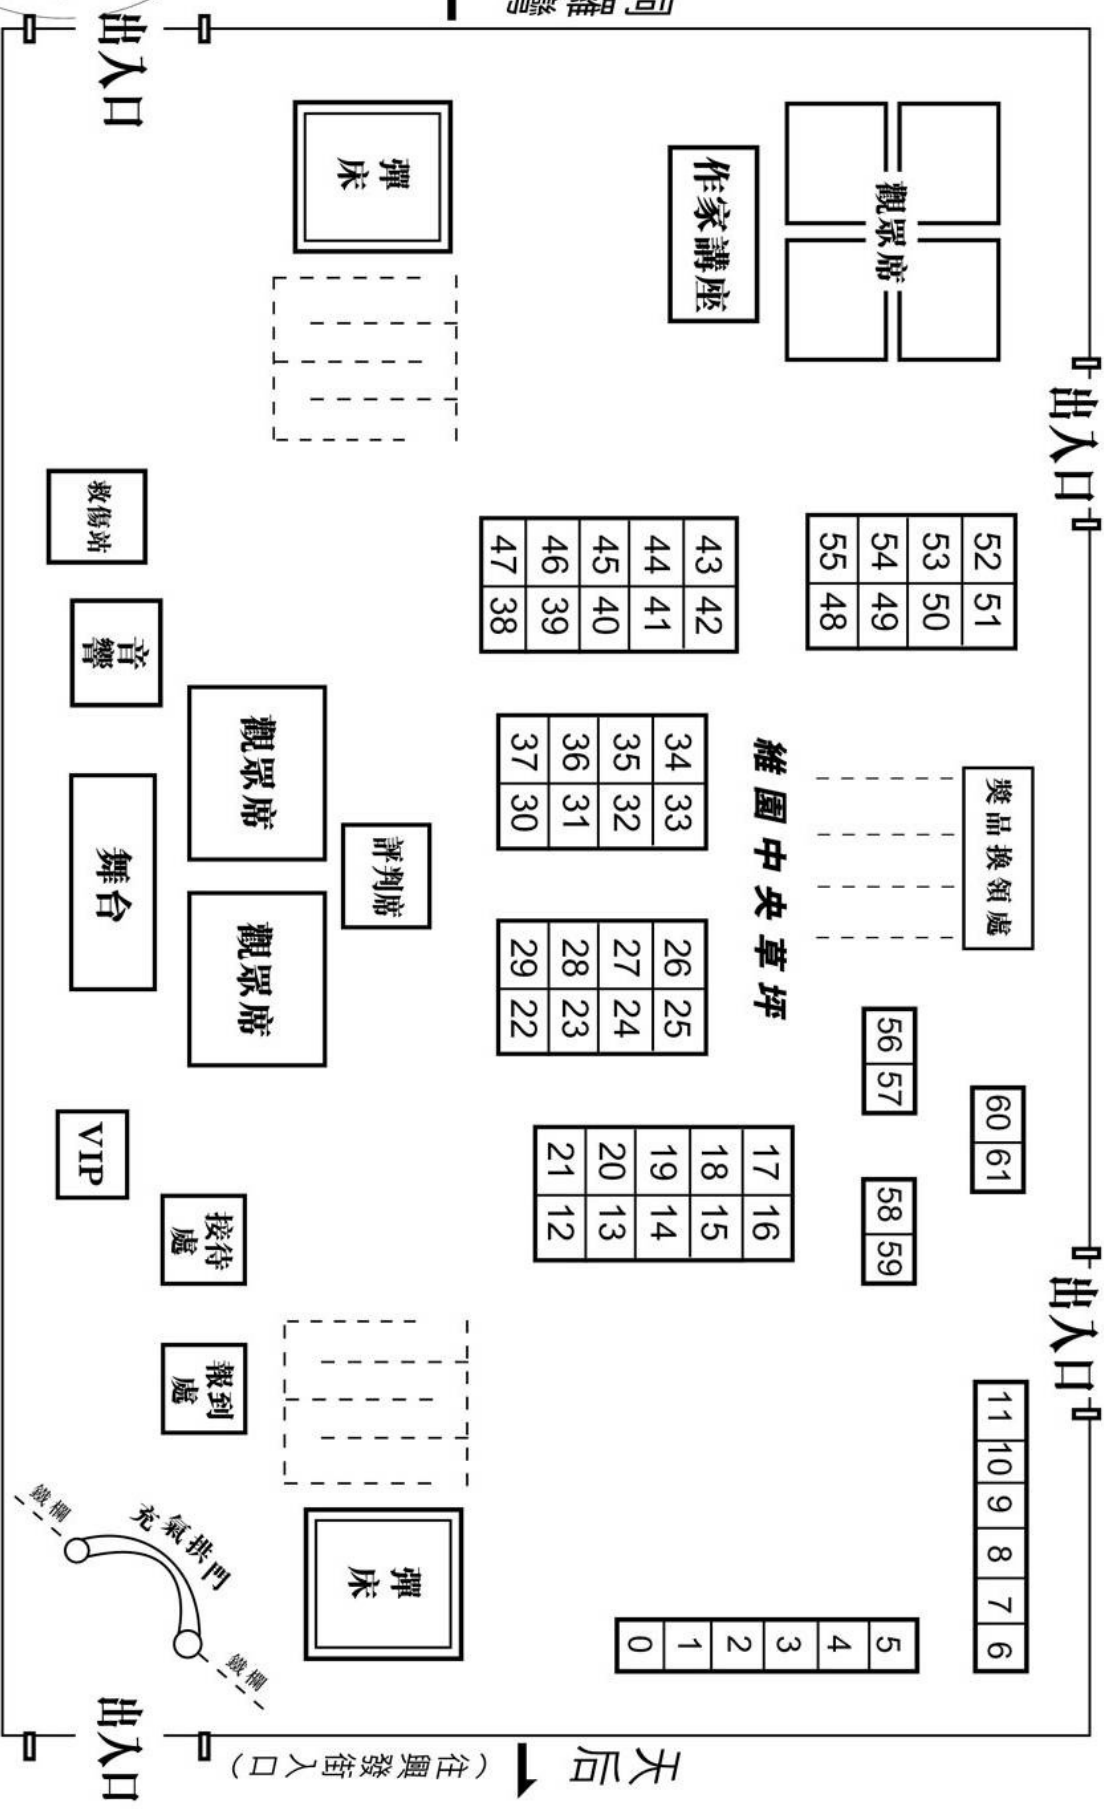 出入口
出入口
觀眾席
作家講座
52 51
53 50
54 49
55 48
獎品換領處
60 61
56 57
58 59
11 10 9 8 7 6
5
4
3
2
1
0
維園中央草坪
43 42
44 41
45 40
46 39
47 38
34 33
35 32
36 31
37 30
26 25
27 24
28 23
29 22
17 16
18 15
19 14
20 13
21 12
天后
(往興發街入口)
彈
床
評判席
彈
床
觀眾席
觀眾席
接待
處
報到
處
充氣拱門
鐵欄
鐵欄
出入口
救傷站
音
響
舞台
VIP
出入口